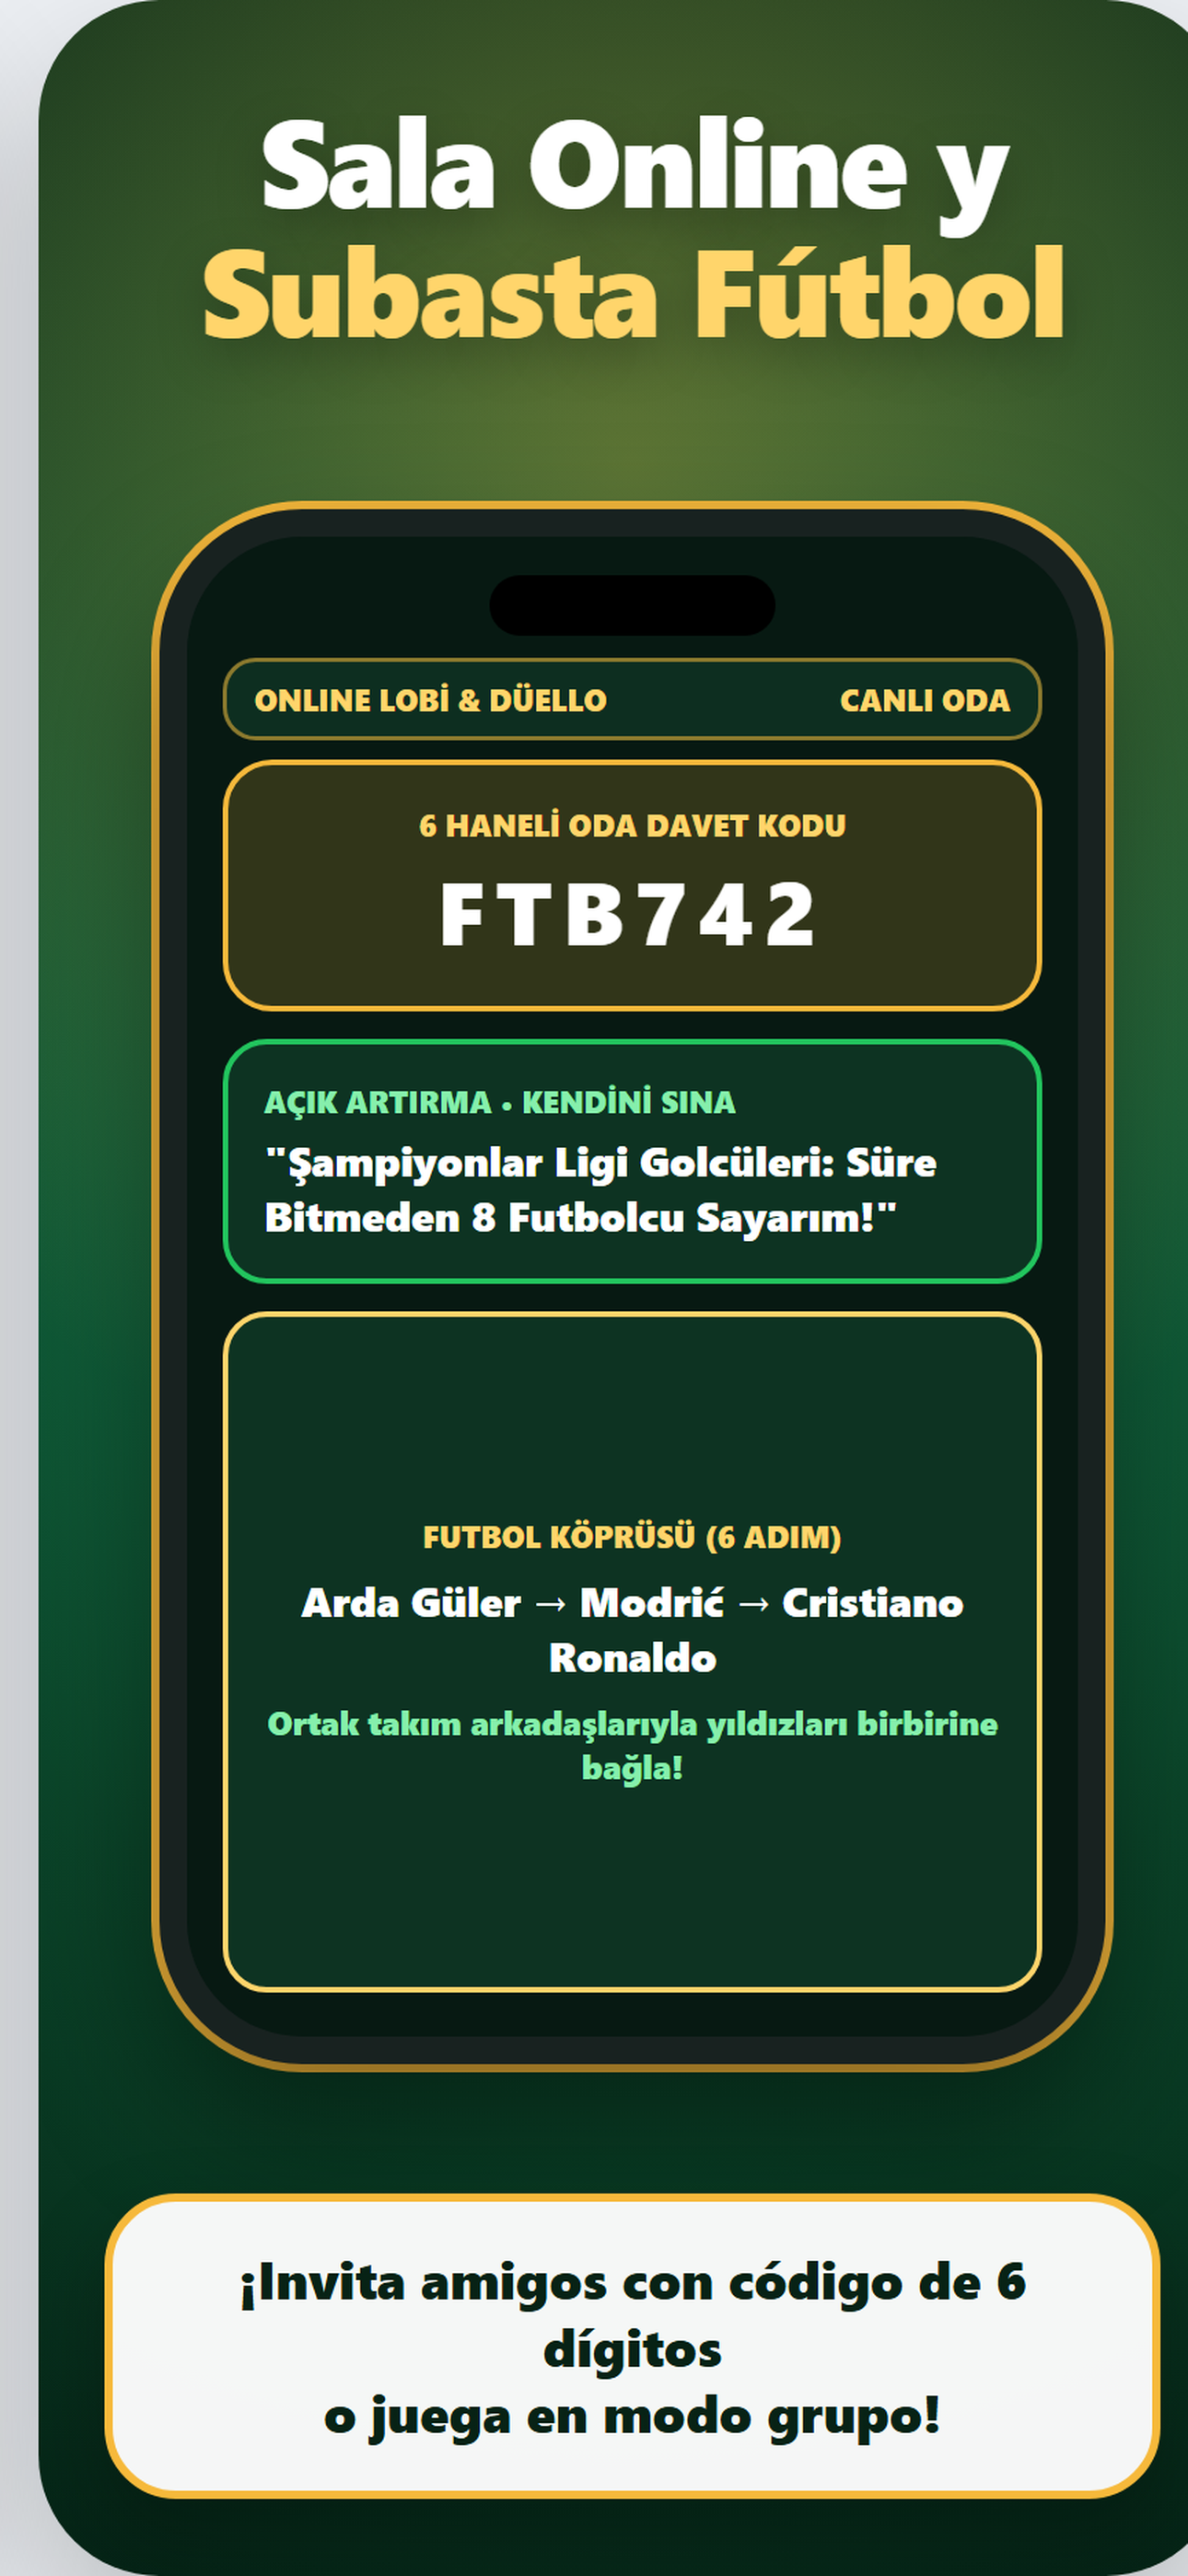 Sala Online y
Subasta Fútbol
ONLINE LOBİ & DÜELLO
CANLI ODA
6 HANELİ ODA DAVET KODU
FTB742
AÇIK ARTIRMA • KENDİNİ SINA
"Şampiyonlar Ligi Golcüleri: Süre
Bitmeden 8 Futbolcu Sayarım!"
FUTBOL KÖPRÜSÜ (6 ADIM)
Arda Güler → Modrić → Cristiano
Ronaldo
Ortak takım arkadaşlarıyla yıldızları birbirine
bağla!
¡Invita amigos con código de 6
dígitos
o juega en modo grupo!